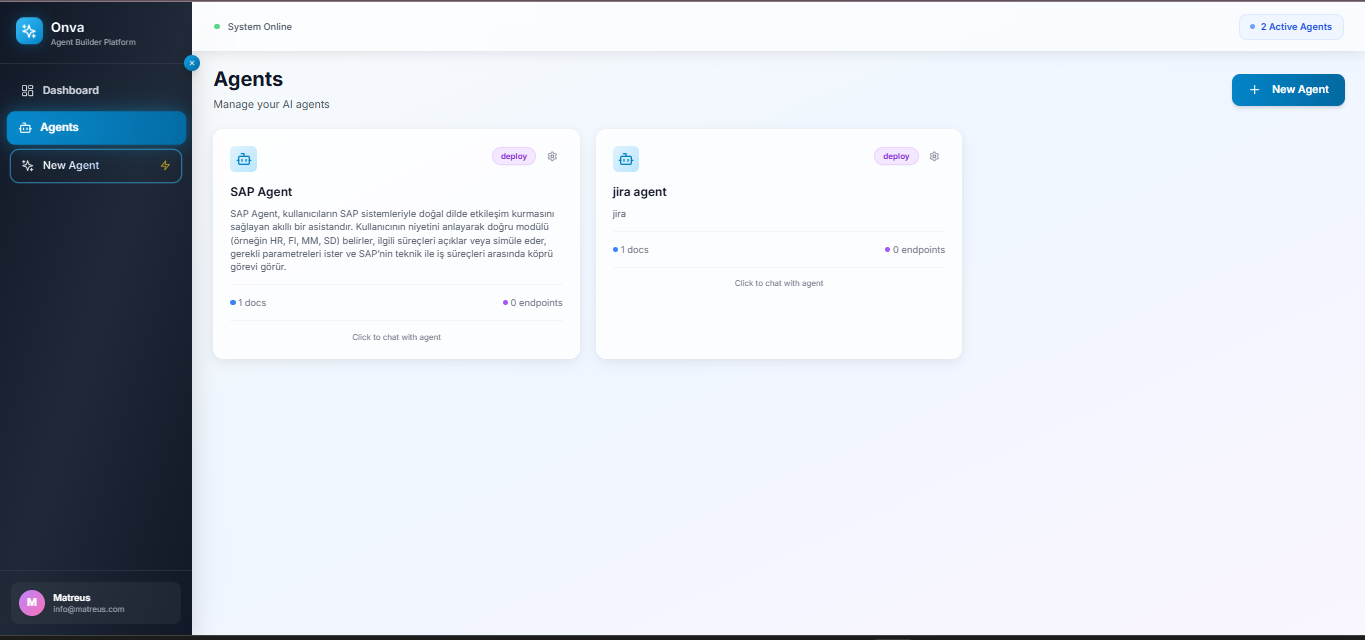 Onva
Agent Builder Platform
Dashboard
Agents
New Agent
M
Matreus
info@matreus.com
System Online
2 Active Agents
Agents
Manage your AI agents
New Agent
deploy
SAP Agent
SAP Agent, kullanıcıların SAP sistemleriyle doğal dilde etkileşim kurmasını
sağlayan akıllı bir asistandır. Kullanıcının niyetini anlayarak doğru modülü
(örneğin HR, FI, MM, SD) belirler, ilgili süreçleri açıklar veya simüle eder,
gerekli parametreleri ister ve SAP'nin teknik ile iş süreçleri arasında köprü
görevi görür.
1 docs
0 endpoints
Click to chat with agent
deploy
jira agent
jira
1 docs
0 endpoints
Click to chat with agent